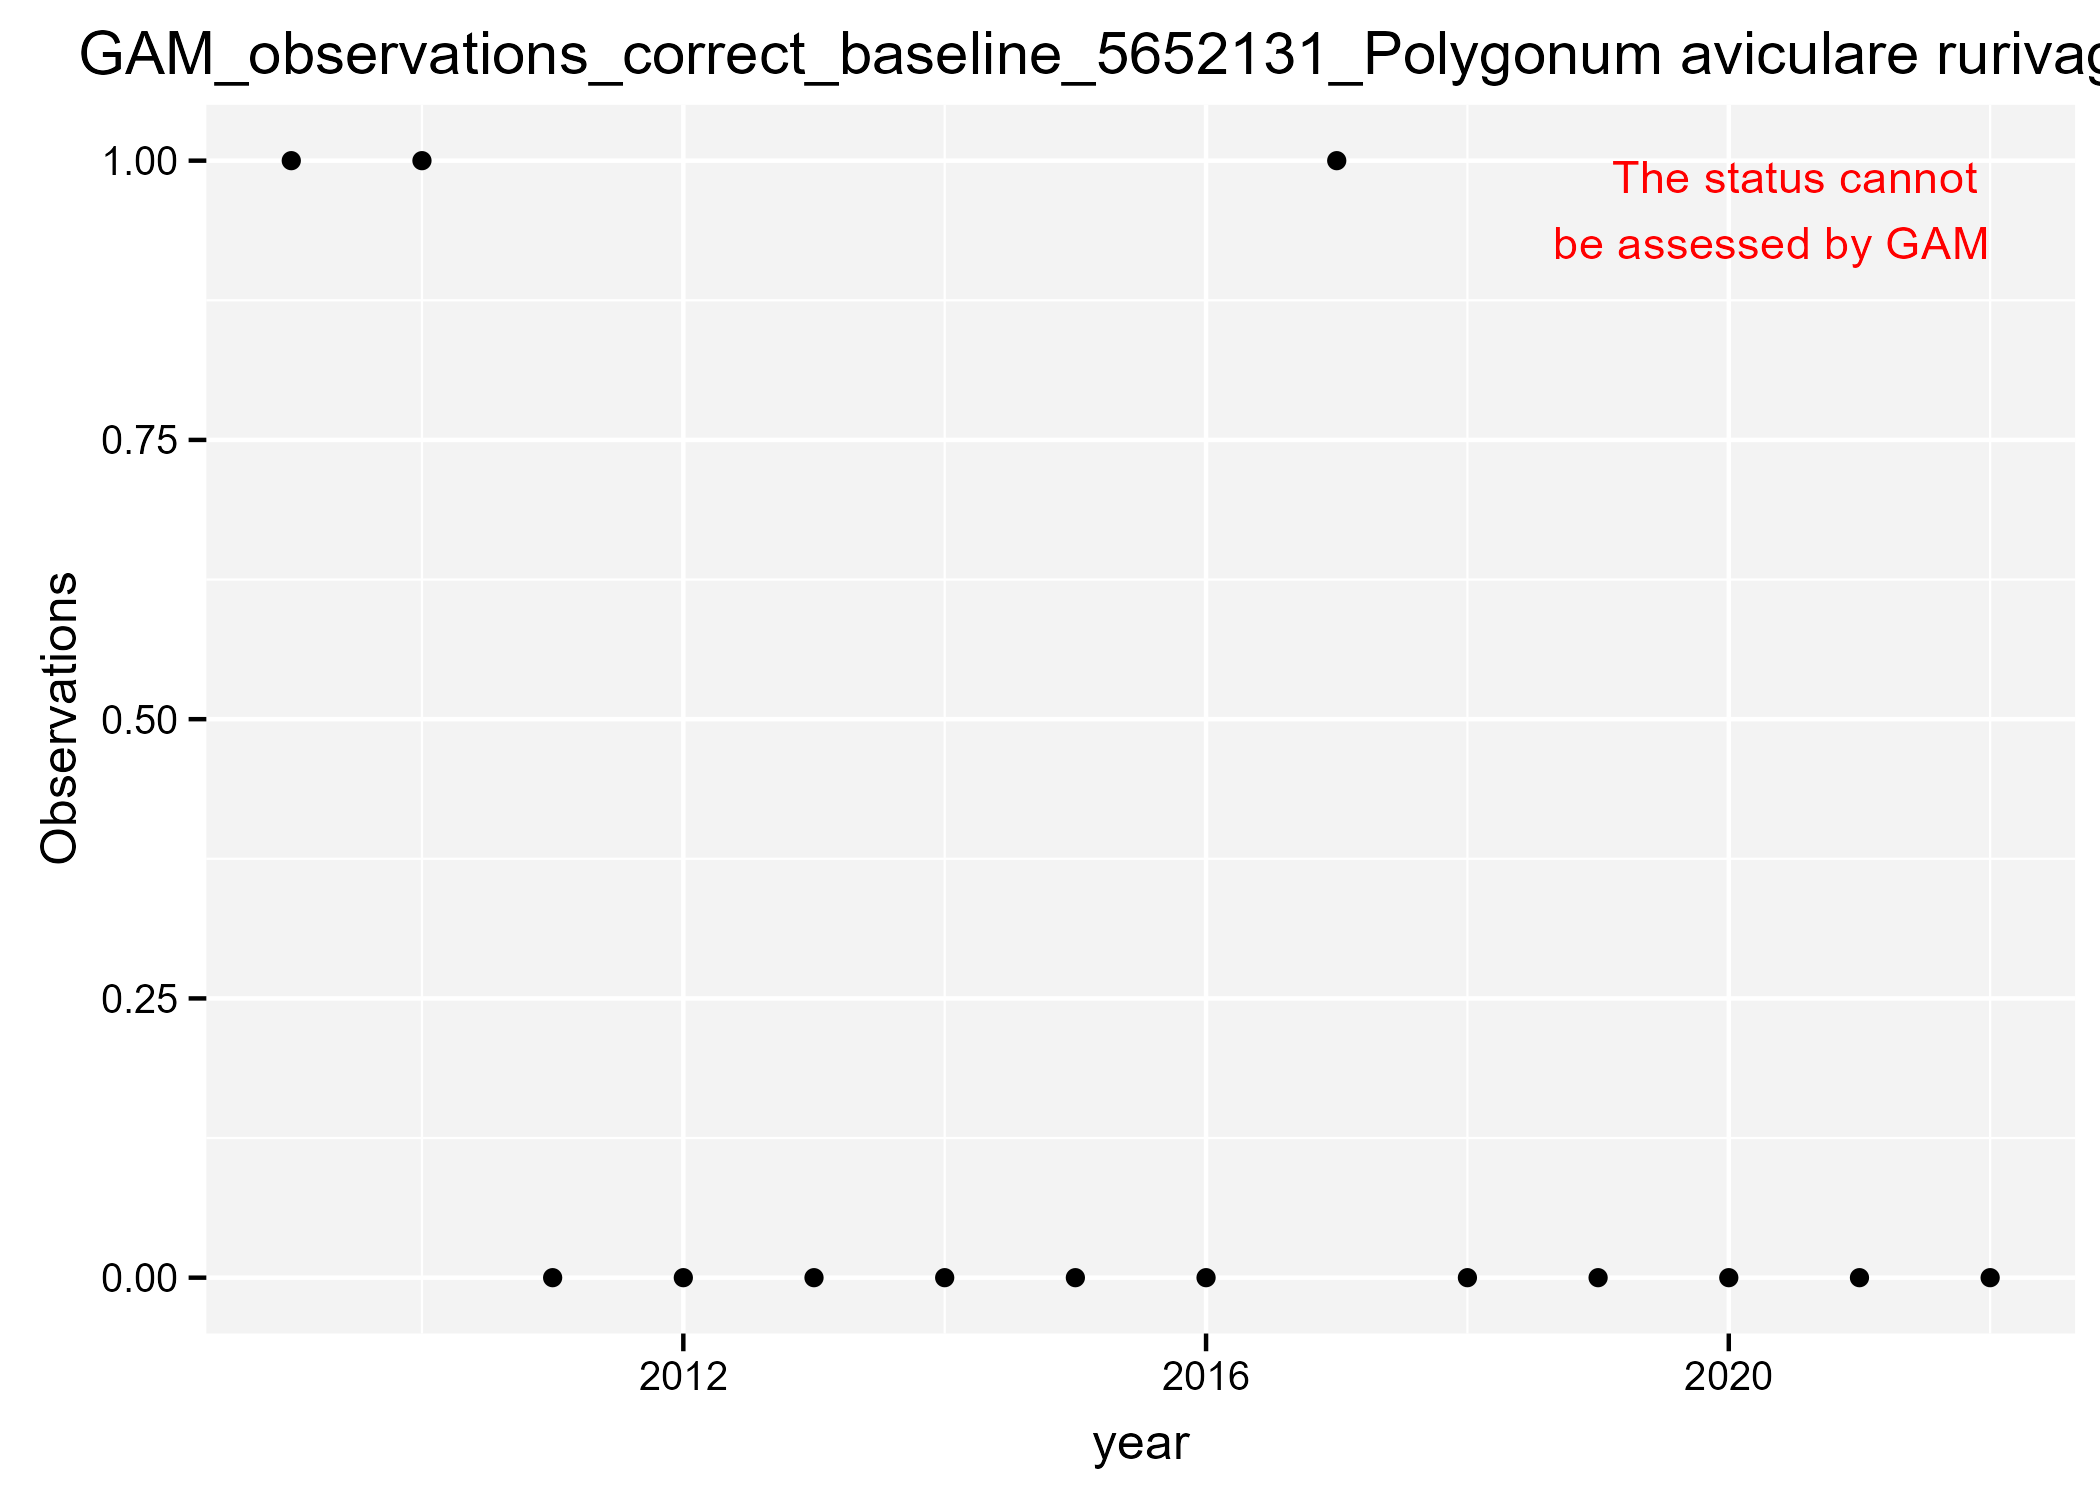 GAM_observations_correct_baseline_5652131_Polygonum aviculare rurivag
1.00
The status cannot
be assessed by GAM
0.75
0.50
Observations
0.25
0.00
2012 2016 2020
year